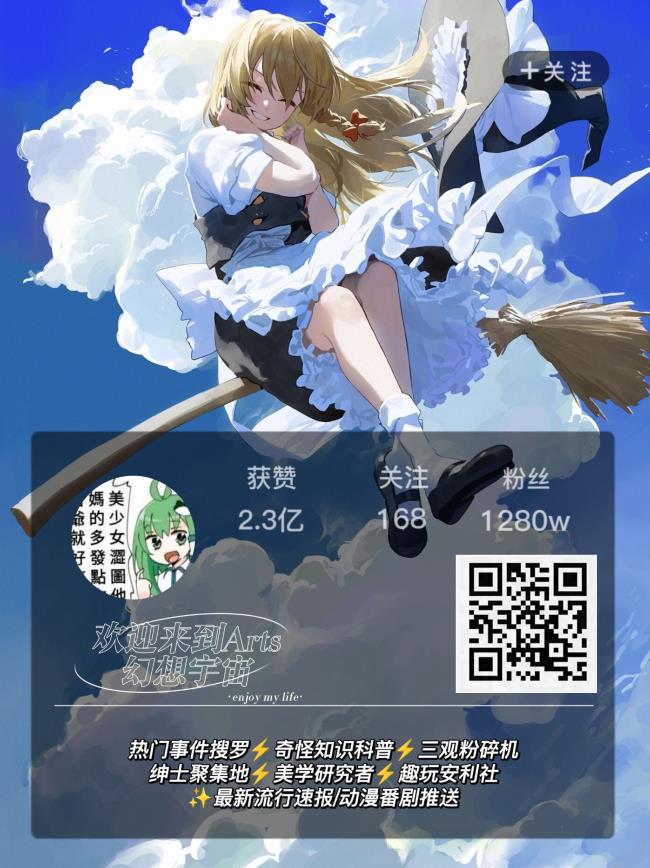 +关注
获赞 关注 粉丝
2.3亿 168 1280w
美少女澀圖他
媽的多發點
爺就好
欢迎来到Arts
幻想宇宙
·enjoy my life·
热门事件搜罗⚡奇怪知识科普⚡三观粉碎机
绅士聚集地⚡美学研究者⚡趣玩安利社
✨最新流行速报/动漫番剧推送